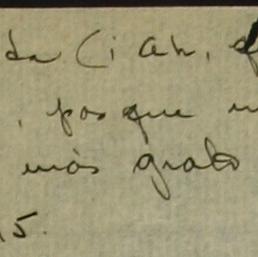 da Ciah,
, porque
más grato
15.